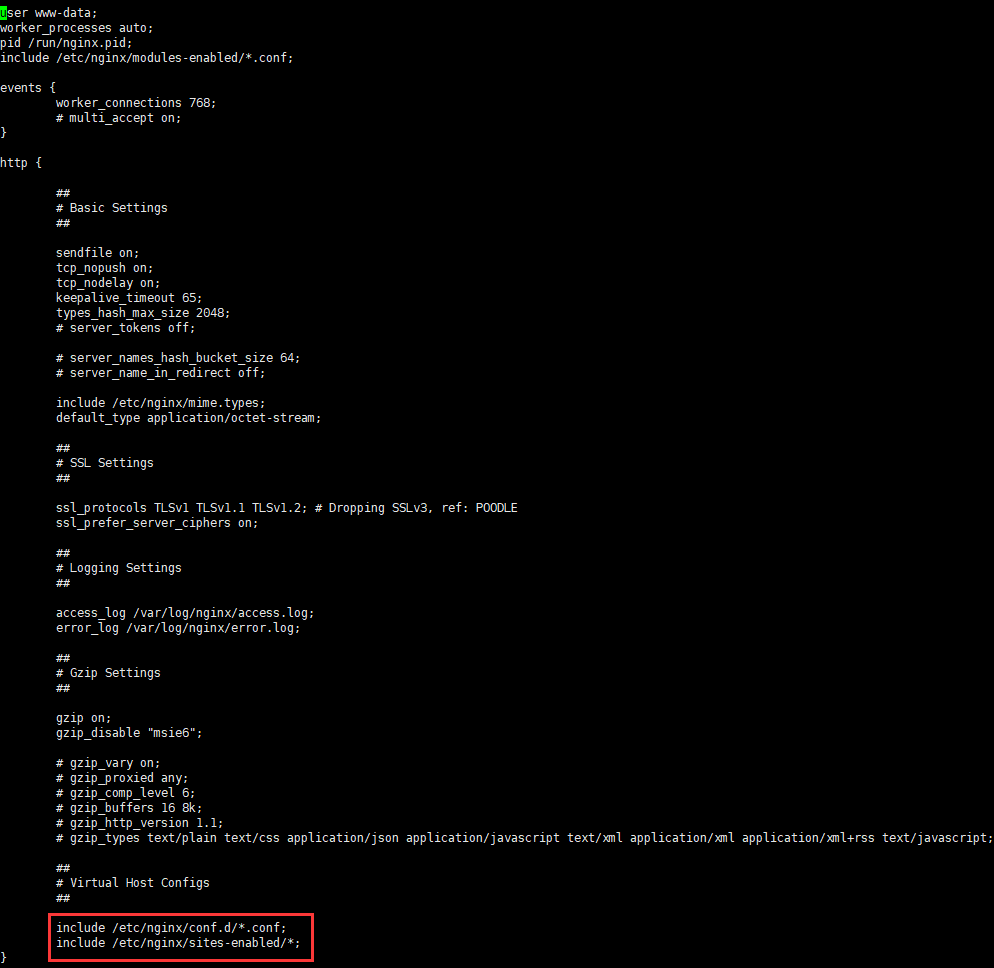 user www-data;
worker_processes auto;
pid /run/nginx.pid;
include /etc/nginx/modules-enabled/*.conf;
events {
worker_connections 768;
# multi_accept on;
}
http {
##
# Basic Settings
##
sendfile on;
tcp_nopush on;
tcp_nodelay on;
keepalive_timeout 65;
types_hash_max_size 2048;
# server_tokens off;
# server_names_hash_bucket_size 64;
# server_name_in_redirect off;
include /etc/nginx/mime.types;
default_type application/octet-stream;
##
# SSL Settings
##
ssl_protocols TLSv1 TLSv1.1 TLSv1.2; # Dropping SSLv3, ref: POODLE
ssl_prefer_server_ciphers on;
##
# Logging Settings
##
access_log /var/log/nginx/access.log;
error_log /var/log/nginx/error.log;
##
# Gzip Settings
##
gzip on;
gzip_disable "msie6";
# gzip_vary on;
# gzip_proxied any;
# gzip_comp_level 6;
# gzip_buffers 16 8k;
# gzip_http_version 1.1;
# gzip_types text/plain text/css application/json application/javascript text/xml application/xml application/xml+rss text/javascript;
##
# Virtual Host Configs
##
include /etc/nginx/conf.d/*.conf;
include /etc/nginx/sites-enabled/*;
}